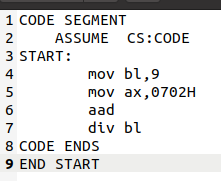 1 CODE SEGMENT
2     ASSUME  CS:CODE
3 START:
4         mov bl,9
5         mov ax,0702H
6         aad
7         div bl
8 CODE ENDS
9 END START